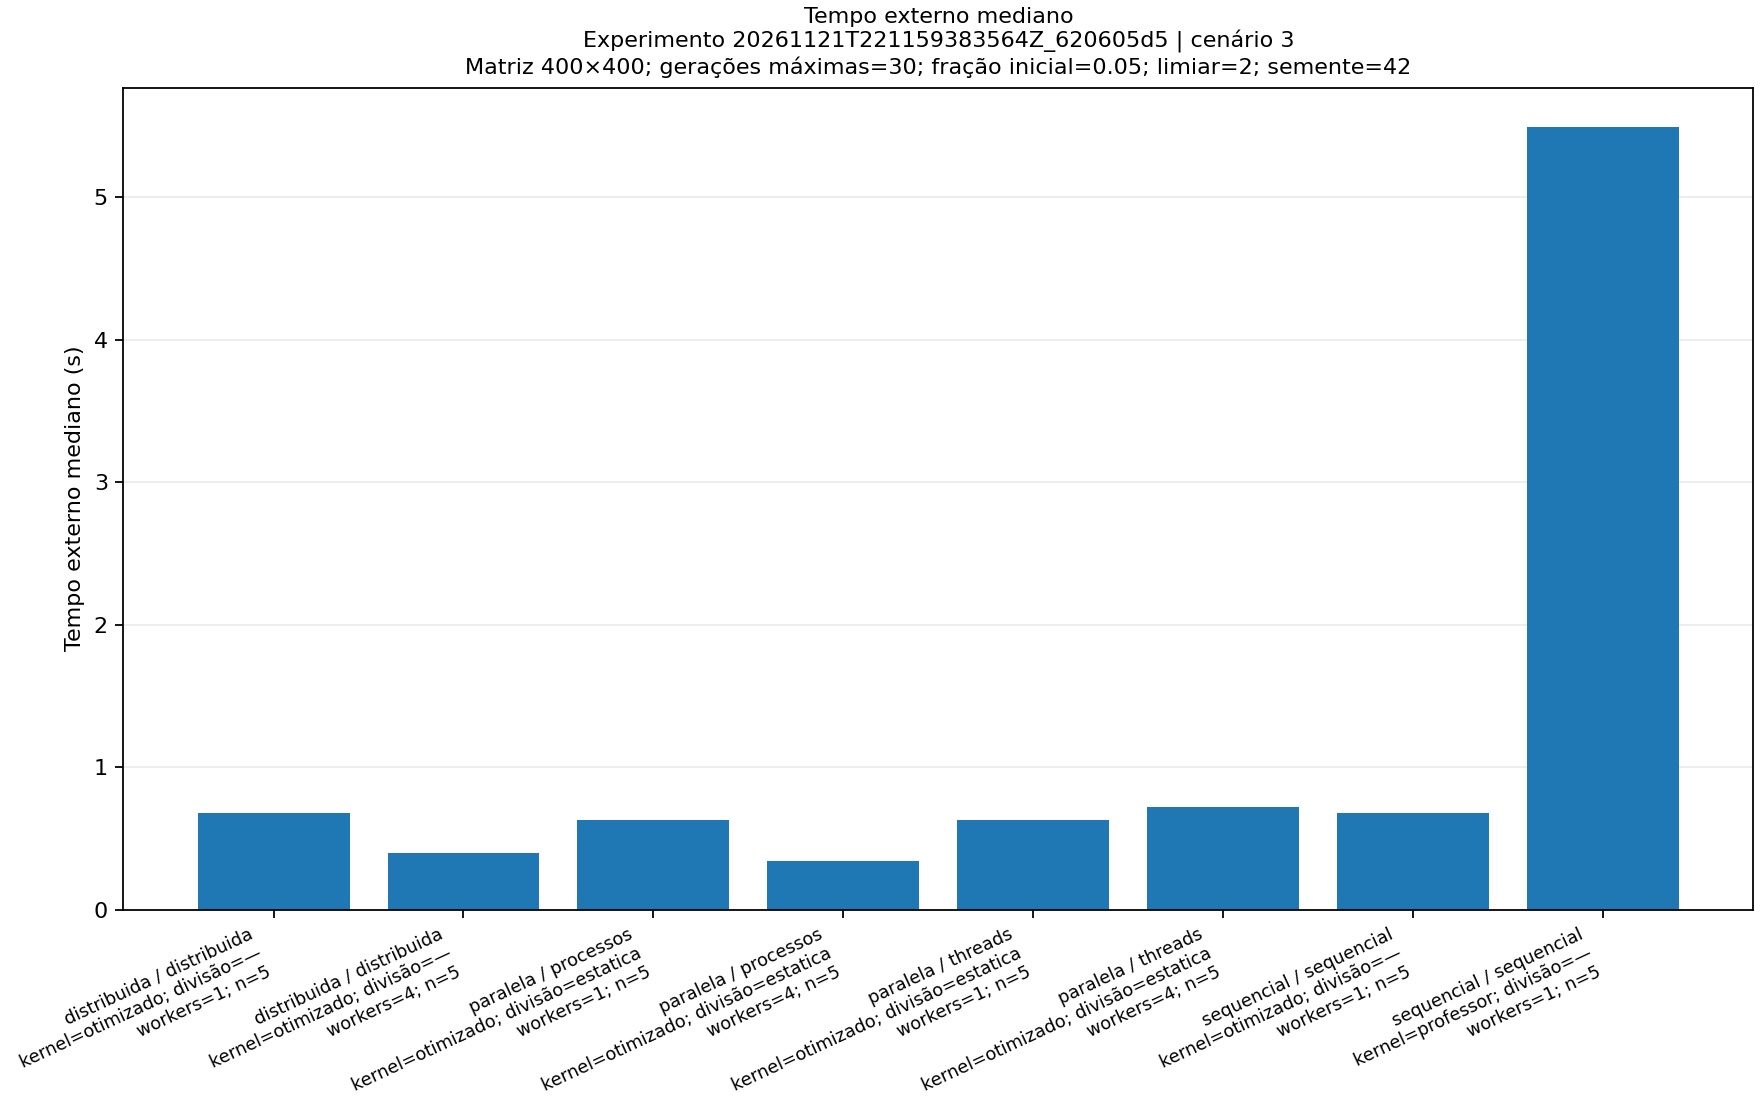 Tempo externo mediano
Experimento 20261121T221159383564Z_620605d5 | cenário 3
Matriz 400×400; gerações máximas=30; fração inicial=0.05; limiar=2; semente=42
Tempo externo mediano (s)
5
4
3
2
1
0
distribuida / distribuida
kernel=otimizado; divisão=—
workers=1; n=5
distribuida / distribuida
kernel=otimizado; divisão=—
workers=4; n=5
paralela / processos
kernel=otimizado; divisão=estatica
workers=1; n=5
paralela / processos
kernel=otimizado; divisão=estatica
workers=4; n=5
paralela / threads
kernel=otimizado; divisão=estatica
workers=1; n=5
paralela / threads
kernel=otimizado; divisão=estatica
workers=4; n=5
sequencial / sequencial
kernel=otimizado; divisão=—
workers=1; n=5
sequencial / sequencial
kernel=professor; divisão=—
workers=1; n=5